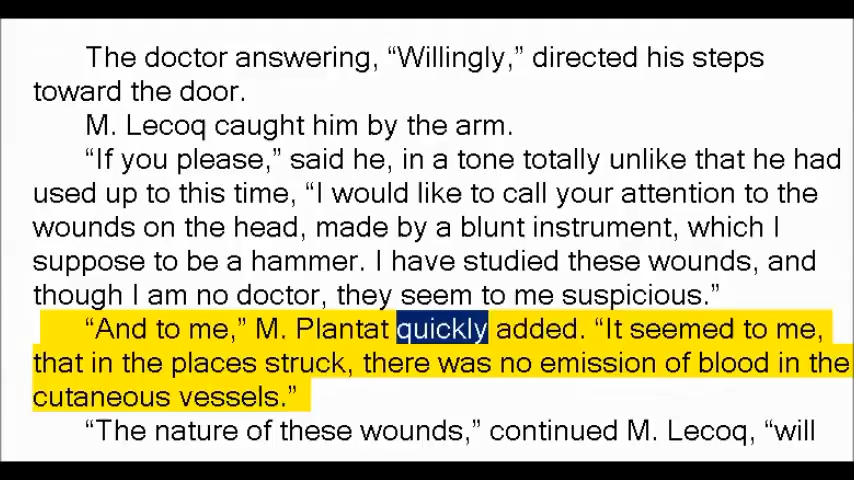 The doctor answering, “Willingly,” directed his steps
toward the door.
M. Lecoq caught him by the arm.
“If you please,” said he, in a tone totally unlike that he had
used up to this time, “I would like to call your attention to the
wounds on the head, made by a blunt instrument, which I
suppose to be a hammer. I have studied these wounds, and
though I am no doctor, they seem to me suspicious.”
“And to me,” M. Plantat quickly added. “It seemed to me,
that in the places struck, there was no emission of blood in the
cutaneous vessels.”
“The nature of these wounds,” continued M. Lecoq, “will